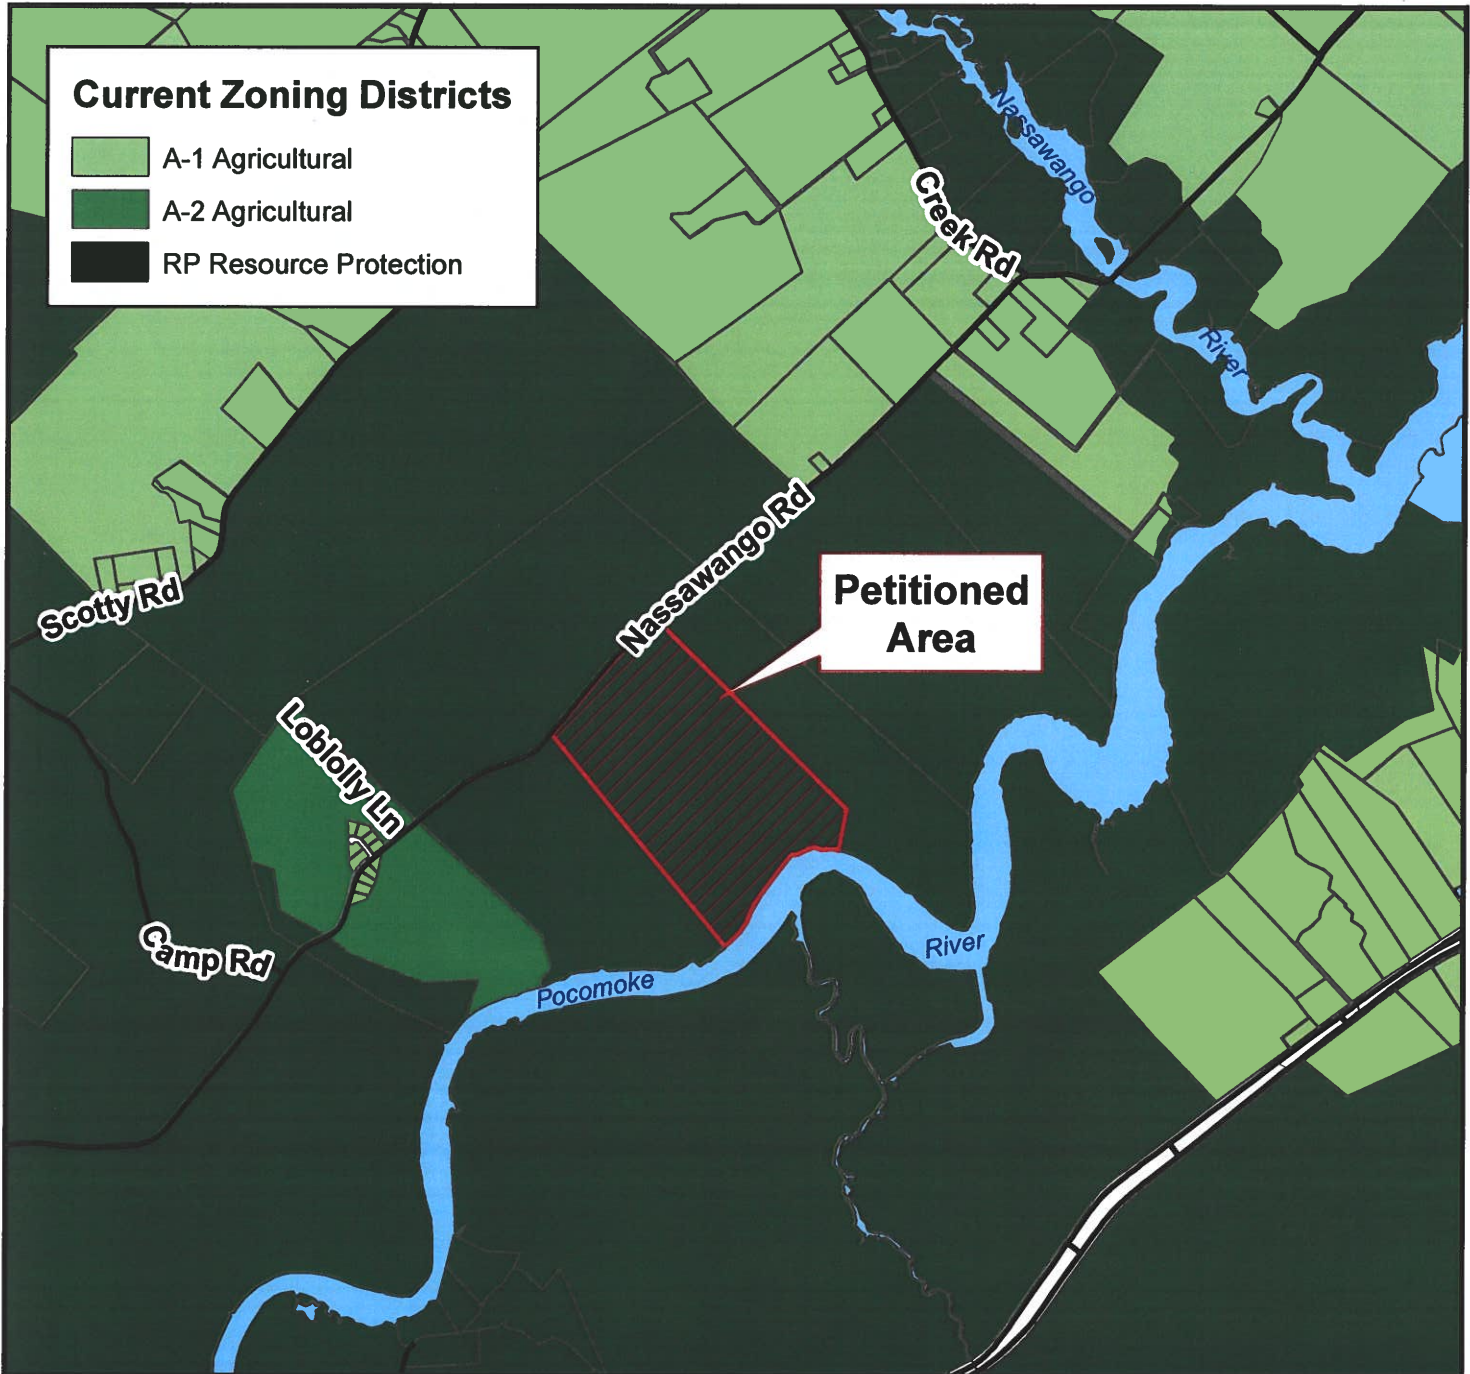 Current Zoning Districts
A-1 Agricultural
A-2 Agricultural
RP Resource Protection
Nassawango
Creek Rd
River
Nassawango Rd
Petitioned
Area
Scotty Rd
Loblolly Ln
Camp Rd
River
Pocomoke